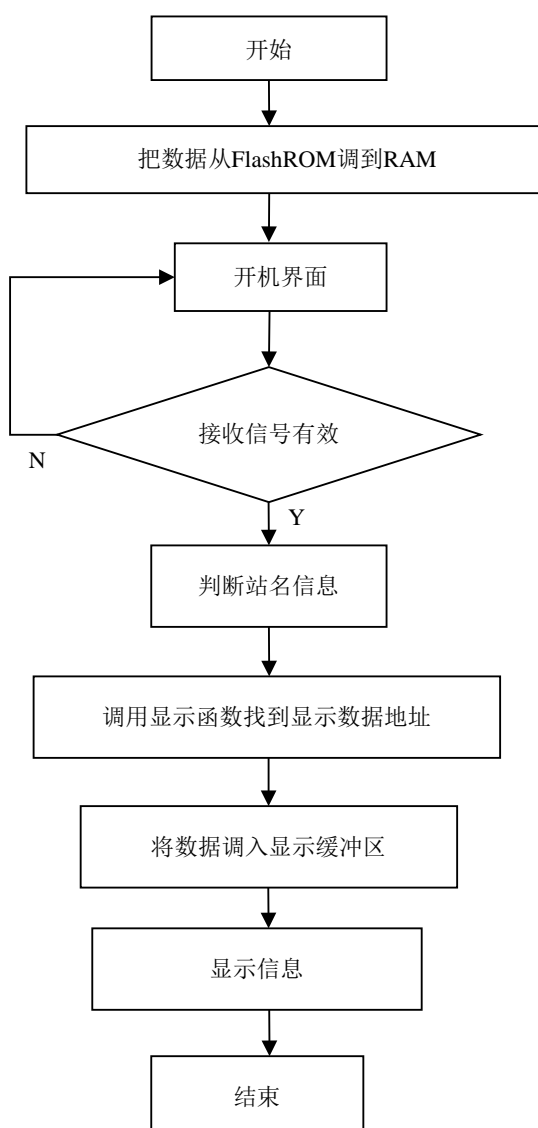 开始
把数据从FlashROM调到RAM
开机界面
接收信号有效
N
Y
判断站名信息
调用显示函数找到显示数据地址
将数据调入显示缓冲区
显示信息
结束